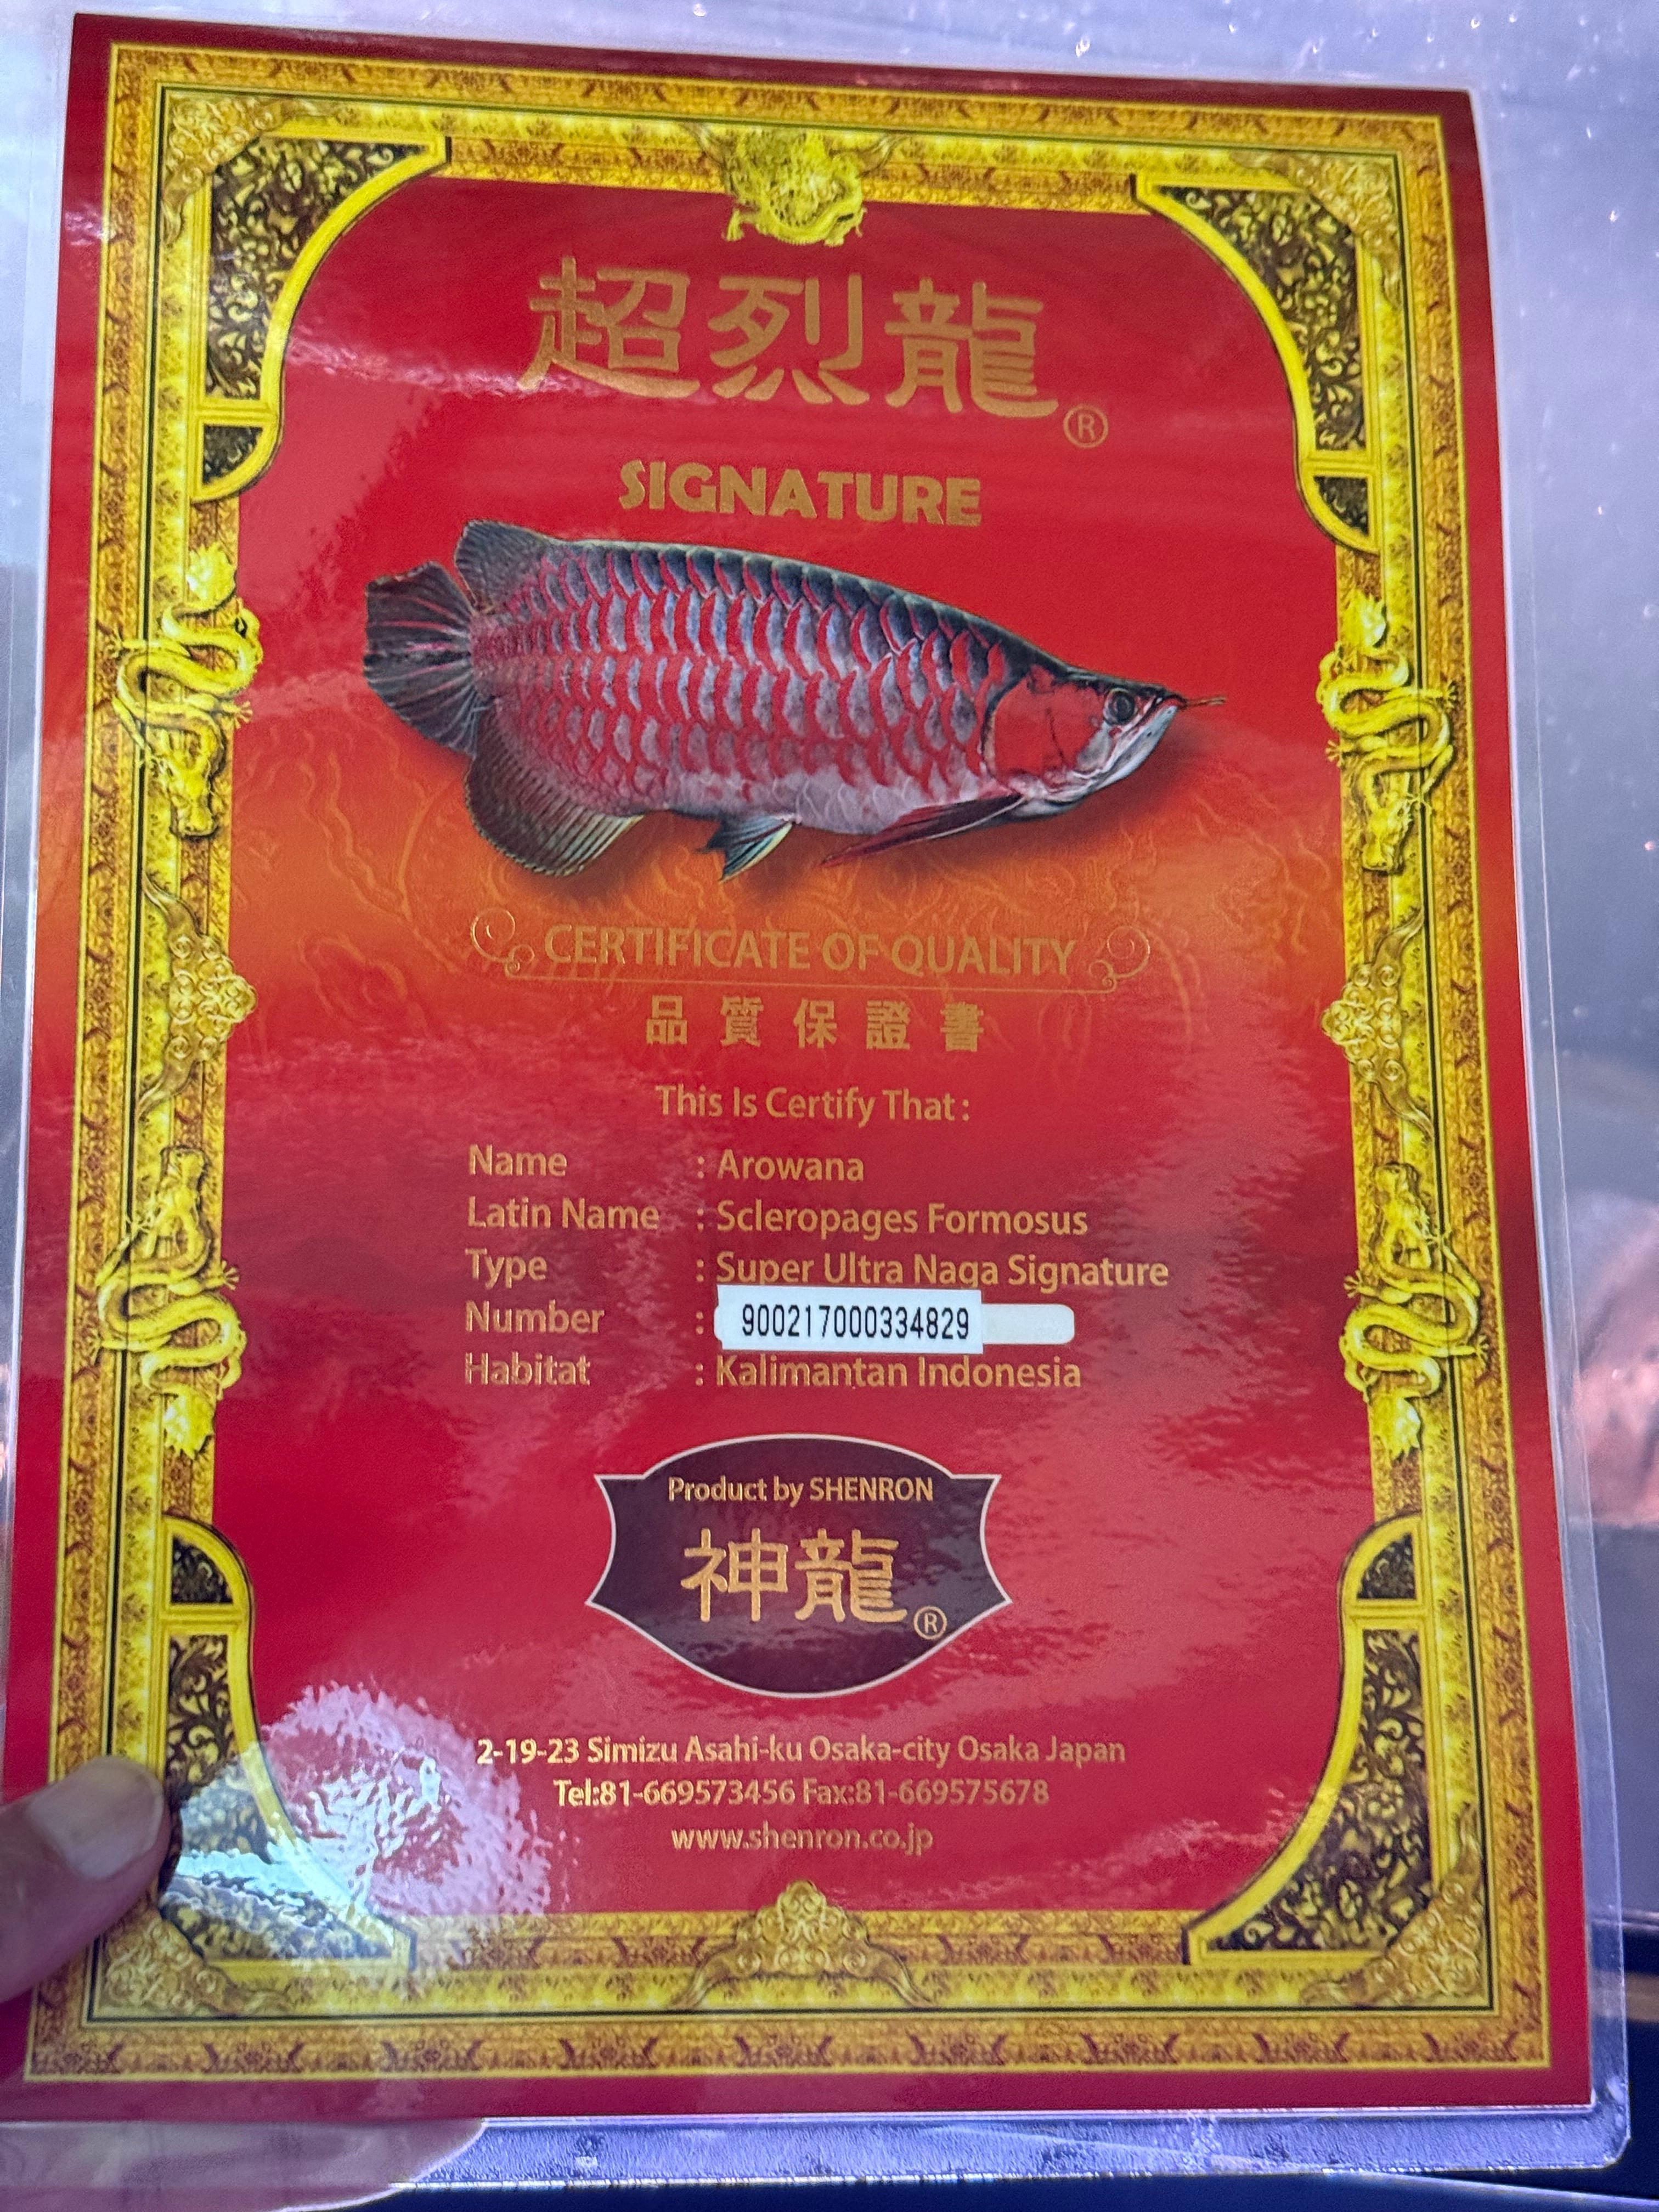 超烈龍®
SIGNATURE
CERTIFICATE OF QUALITY
品質保證書
This Is Certify That :
Name : Arowana
Latin Name : Scleropages Formosus
Type : Super Ultra Naga Signature
Number : 900217000334829
Habitat : Kalimantan Indonesia
Product by SHENRON
神龍®
2-19-23 Simizu Asahi-ku Osaka-city Osaka Japan
Tel:81-669573456 Fax:81-669575678
www.shenron.co.jp